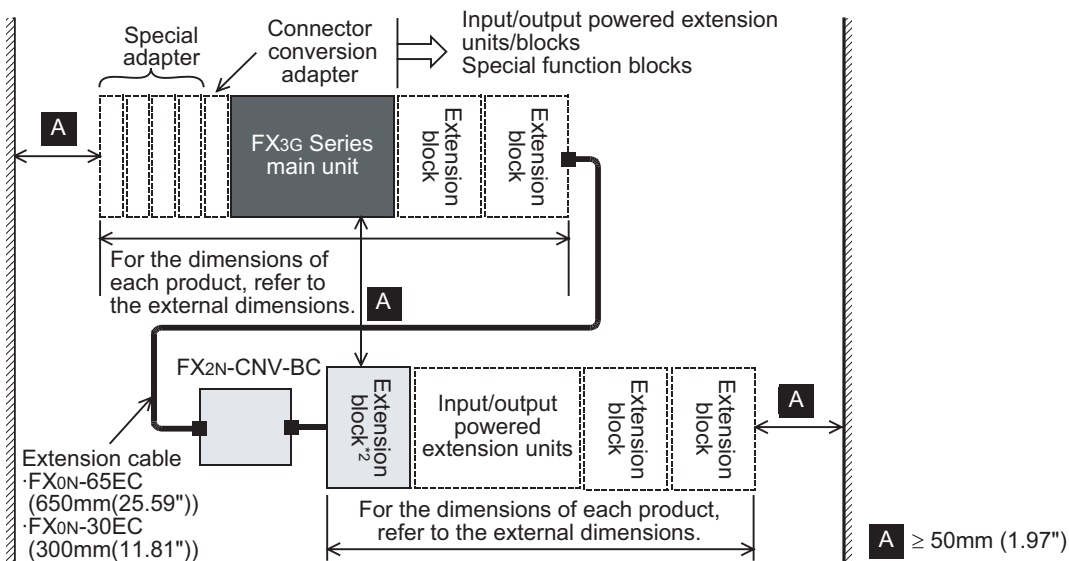 Special
adapter
Connector
conversion
adapter
Input/output powered extension
units/blocks
Special function blocks
A
FX3G Series
main unit
Extension
block
Extension
block
For the dimensions of
each product, refer to
the external dimensions.
A
FX2N-CNV-BC
Extension
block*2
Input/output
powered
extension units
Extension
block
Extension
block
A
Extension cable
·FX0N-65EC
(650mm(25.59"))
·FX0N-30EC
(300mm(11.81"))
For the dimensions of each product,
refer to the external dimensions.
A ≥ 50mm (1.97")